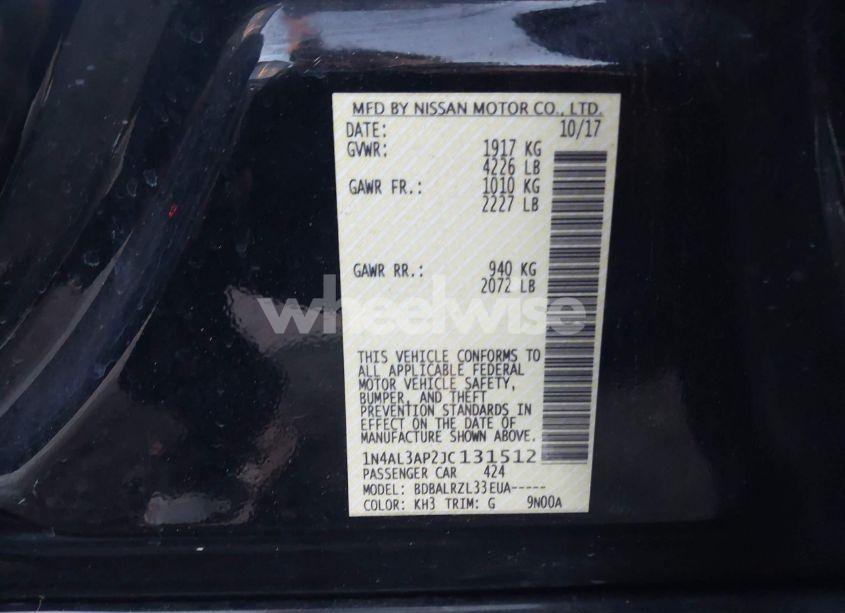 MFD BY NISSAN MOTOR CO., LTD.
DATE: 10/17
GVWR: 1917 KG
4226 LB
GAWR FR.: 1010 KG
2227 LB
GAWR RR.: 940 KG
2072 LB
wheelwise
THIS VEHICLE CONFORMS TO
ALL APPLICABLE FEDERAL
MOTOR VEHICLE SAFETY,
BUMPER, AND THEFT
PREVENTION STANDARDS IN
EFFECT ON THE DATE OF
MANUFACTURE SHOWN ABOVE.
1N4AL3AP2JC131512
PASSENGER CAR 424
MODEL: BDBALRZL33EUA-----
COLOR: KH3 TRIM: G 9N00A